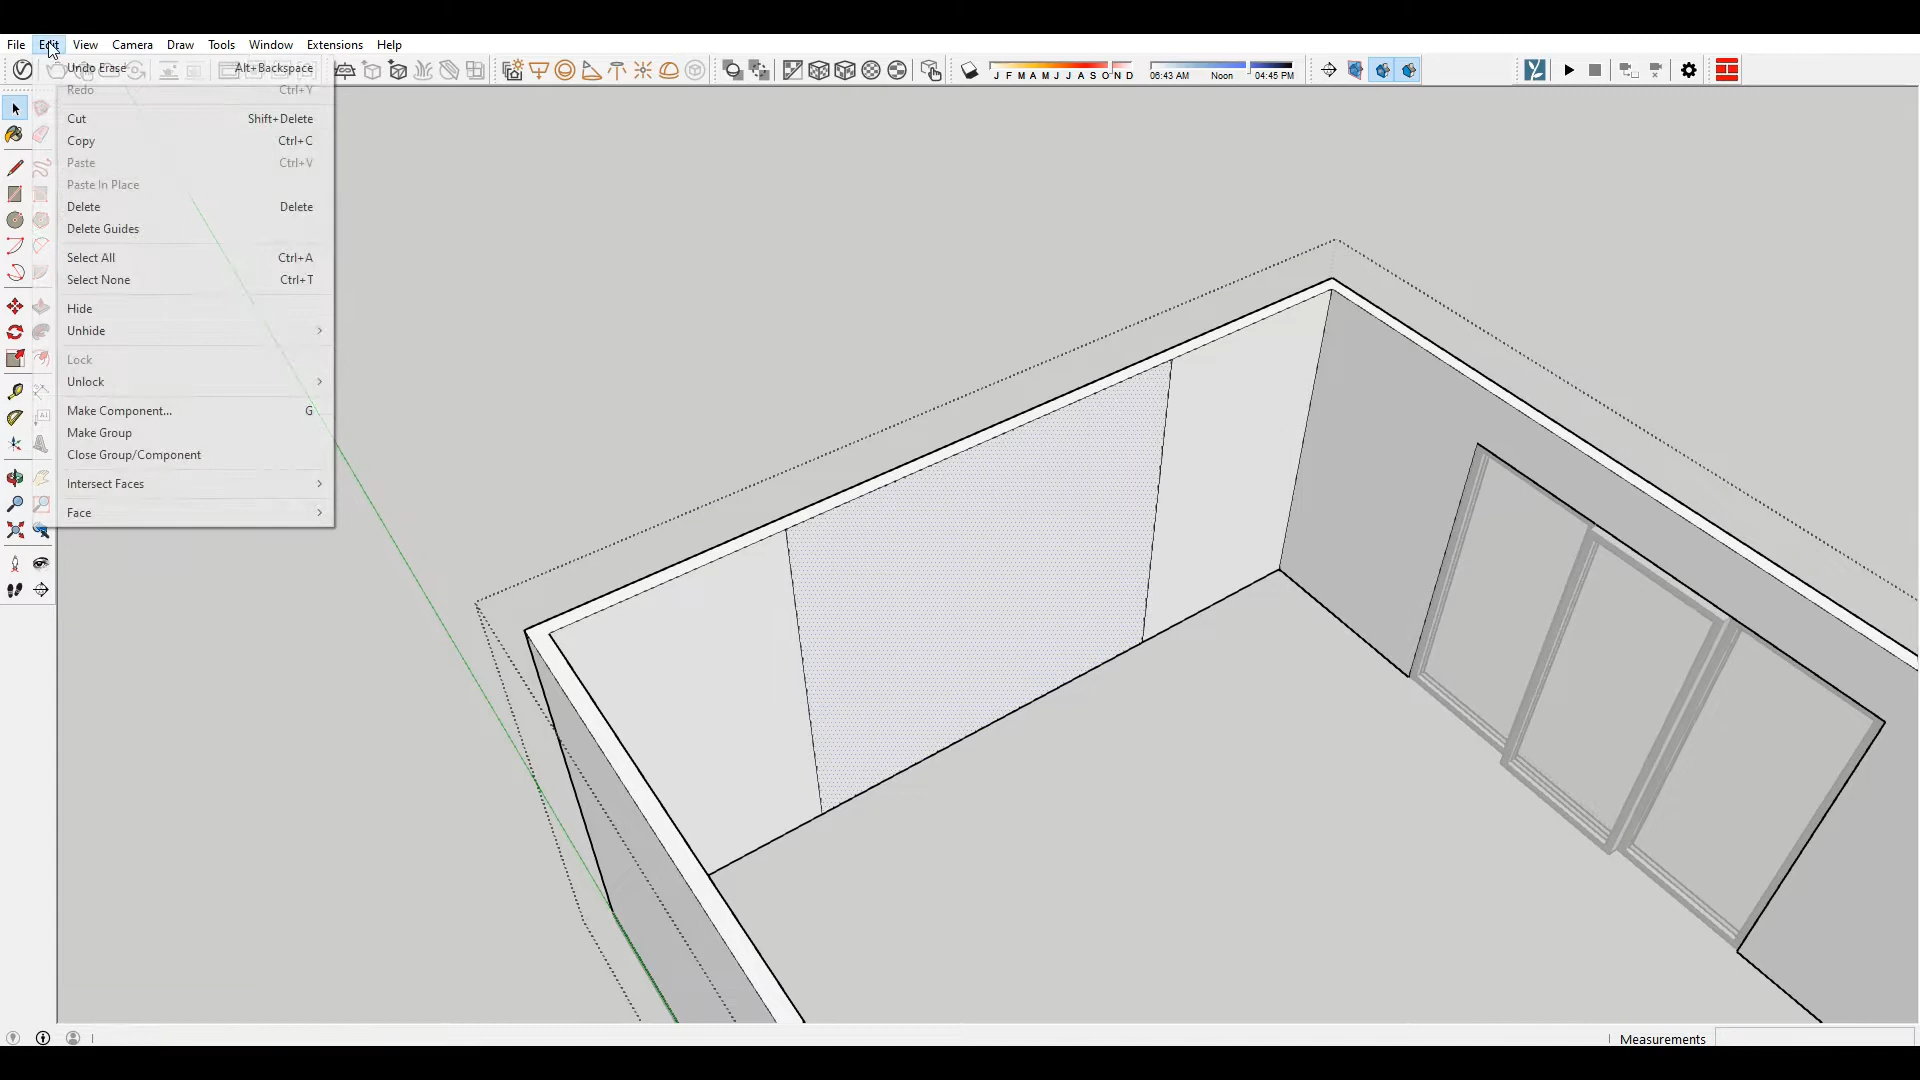 File Edit View Camera Draw Tools Window Extensions Help
J F M A M J J A S O N D 06:43 AM Noon 04:45 PM
Undo Erase Alt+Backspace
Redo Ctrl+Y
Cut Shift+Delete
Copy Ctrl+C
Paste Ctrl+V
Paste In Place
Delete Delete
Delete Guides
Select All Ctrl+A
Select None Ctrl+T
Hide
Unhide
Lock
Unlock
Make Component... G
Make Group
Close Group/Component
Intersect Faces
Face
Measurements